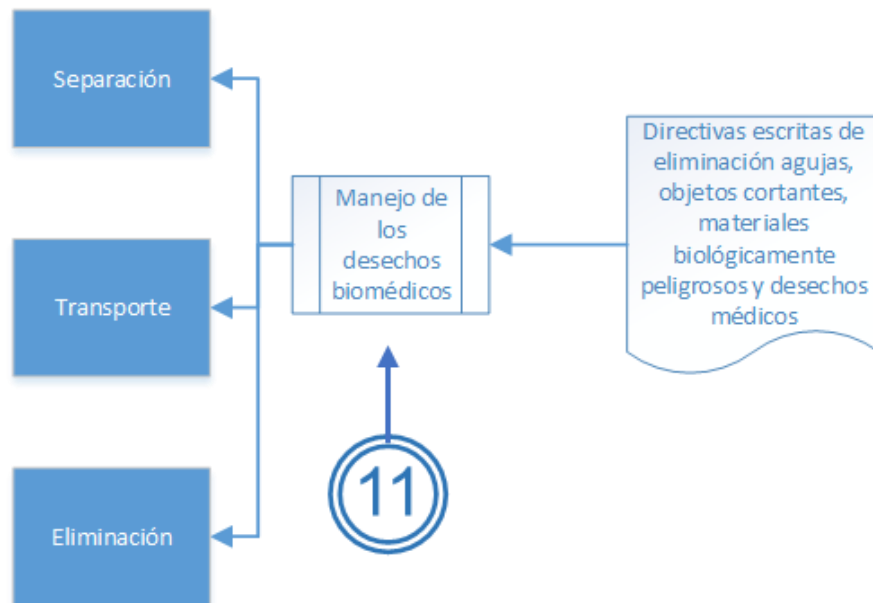 Separación
Transporte
Eliminación
Manejo de
los
desechos
biomédicos
11
Directivas escritas de
eliminación agujas,
objetos cortantes,
materiales
biológicamente
peligrosos y desechos
médicos